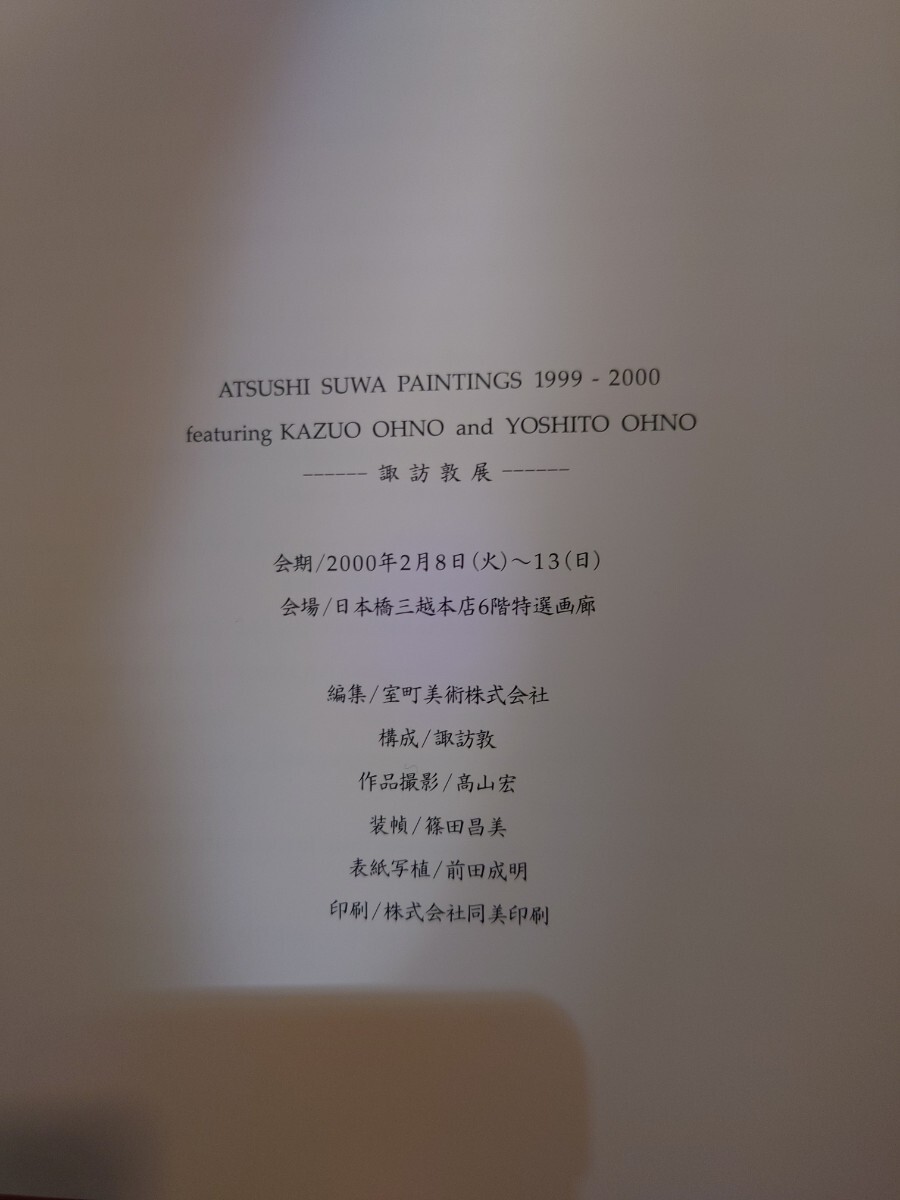 ATSUSHI SUWA PAINTINGS 1999 - 2000
featuring KAZUO OHNO and YOSHITO OHNO
------ 諏訪敦展 ------
会期/2000年2月8日(火)〜13(日)
会場/日本橋三越本店6階特選画廊
編集/室町美術株式会社
構成/諏訪敦
作品撮影/高山宏
装幀/篠田昌美
表紙写植/前田成明
印刷/株式会社同美印刷